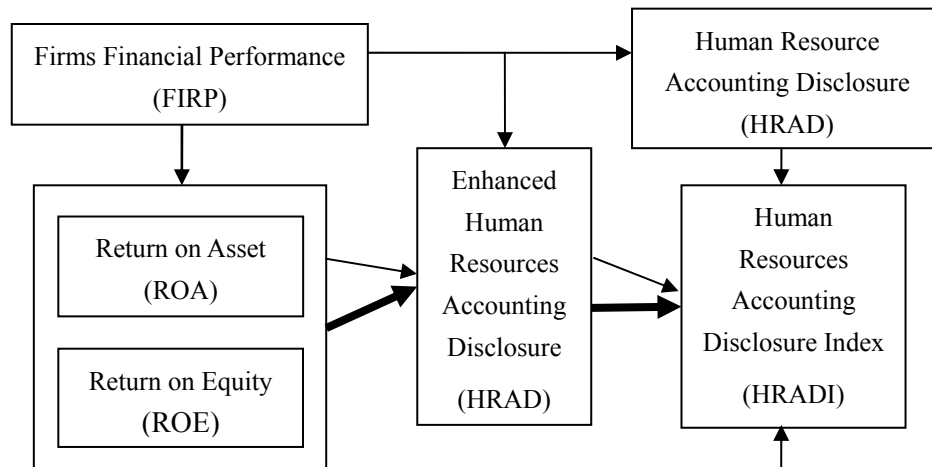 Firms Financial Performance
(FIRP)
Human Resource
Accounting Disclosure
(HRAD)
Return on Asset
(ROA)
Return on Equity
(ROE)
Enhanced
Human
Resources
Accounting
Disclosure
(HRAD)
Human
Resources
Accounting
Disclosure Index
(HRADI)